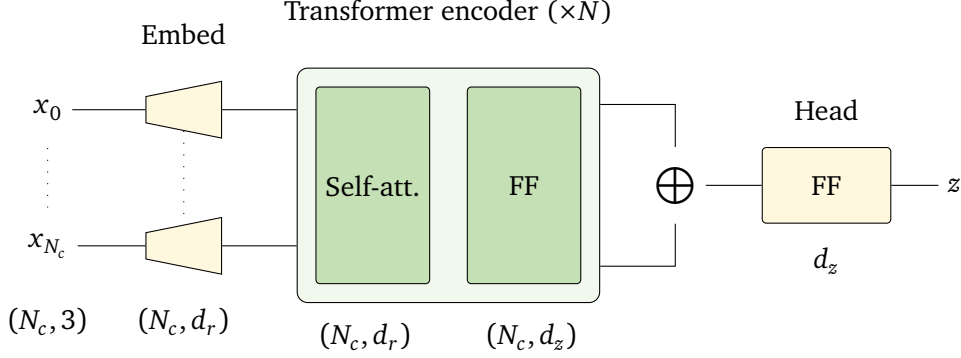 Transformer encoder (×N)
Embed
x₀
Head
Self-att.
FF
⊕
FF
z
x_{N_c}
d_z
(N_c, 3)
(N_c, d_r)
(N_c, d_r)
(N_c, d_z)